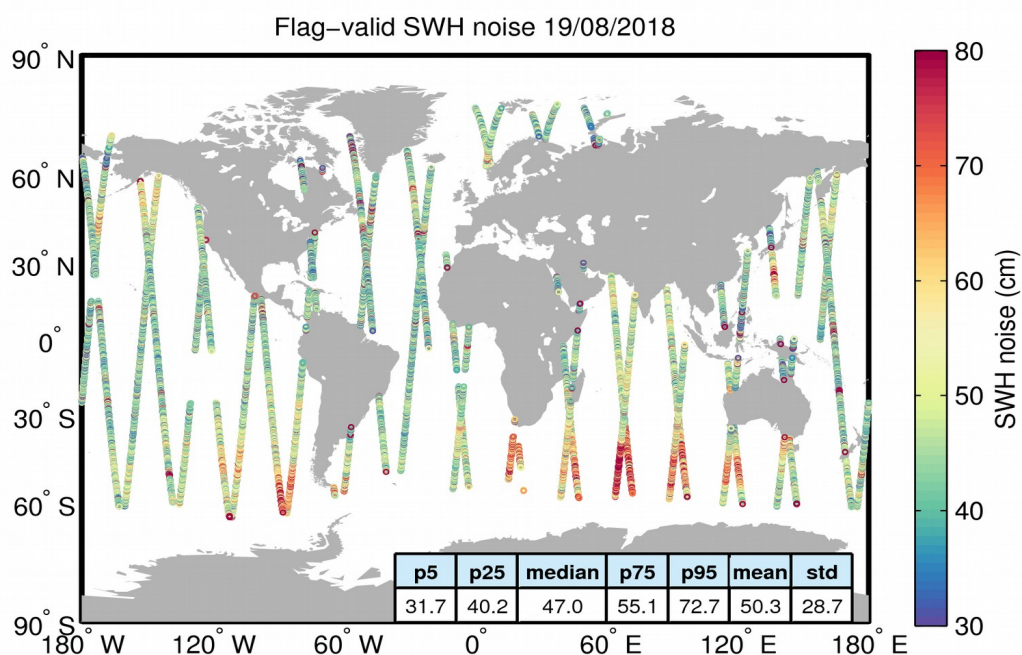 Flag−valid SWH noise 19/08/2018
90° N
60° N
30° N
0°
30° S
60° S
90° S
180° W
120° W
60° W
0°
60° E
120° E
180° E
80
70
60
50
40
30
SWH noise (cm)
p5 p25 median p75 p95 mean std
31.7 40.2 47.0 55.1 72.7 50.3 28.7